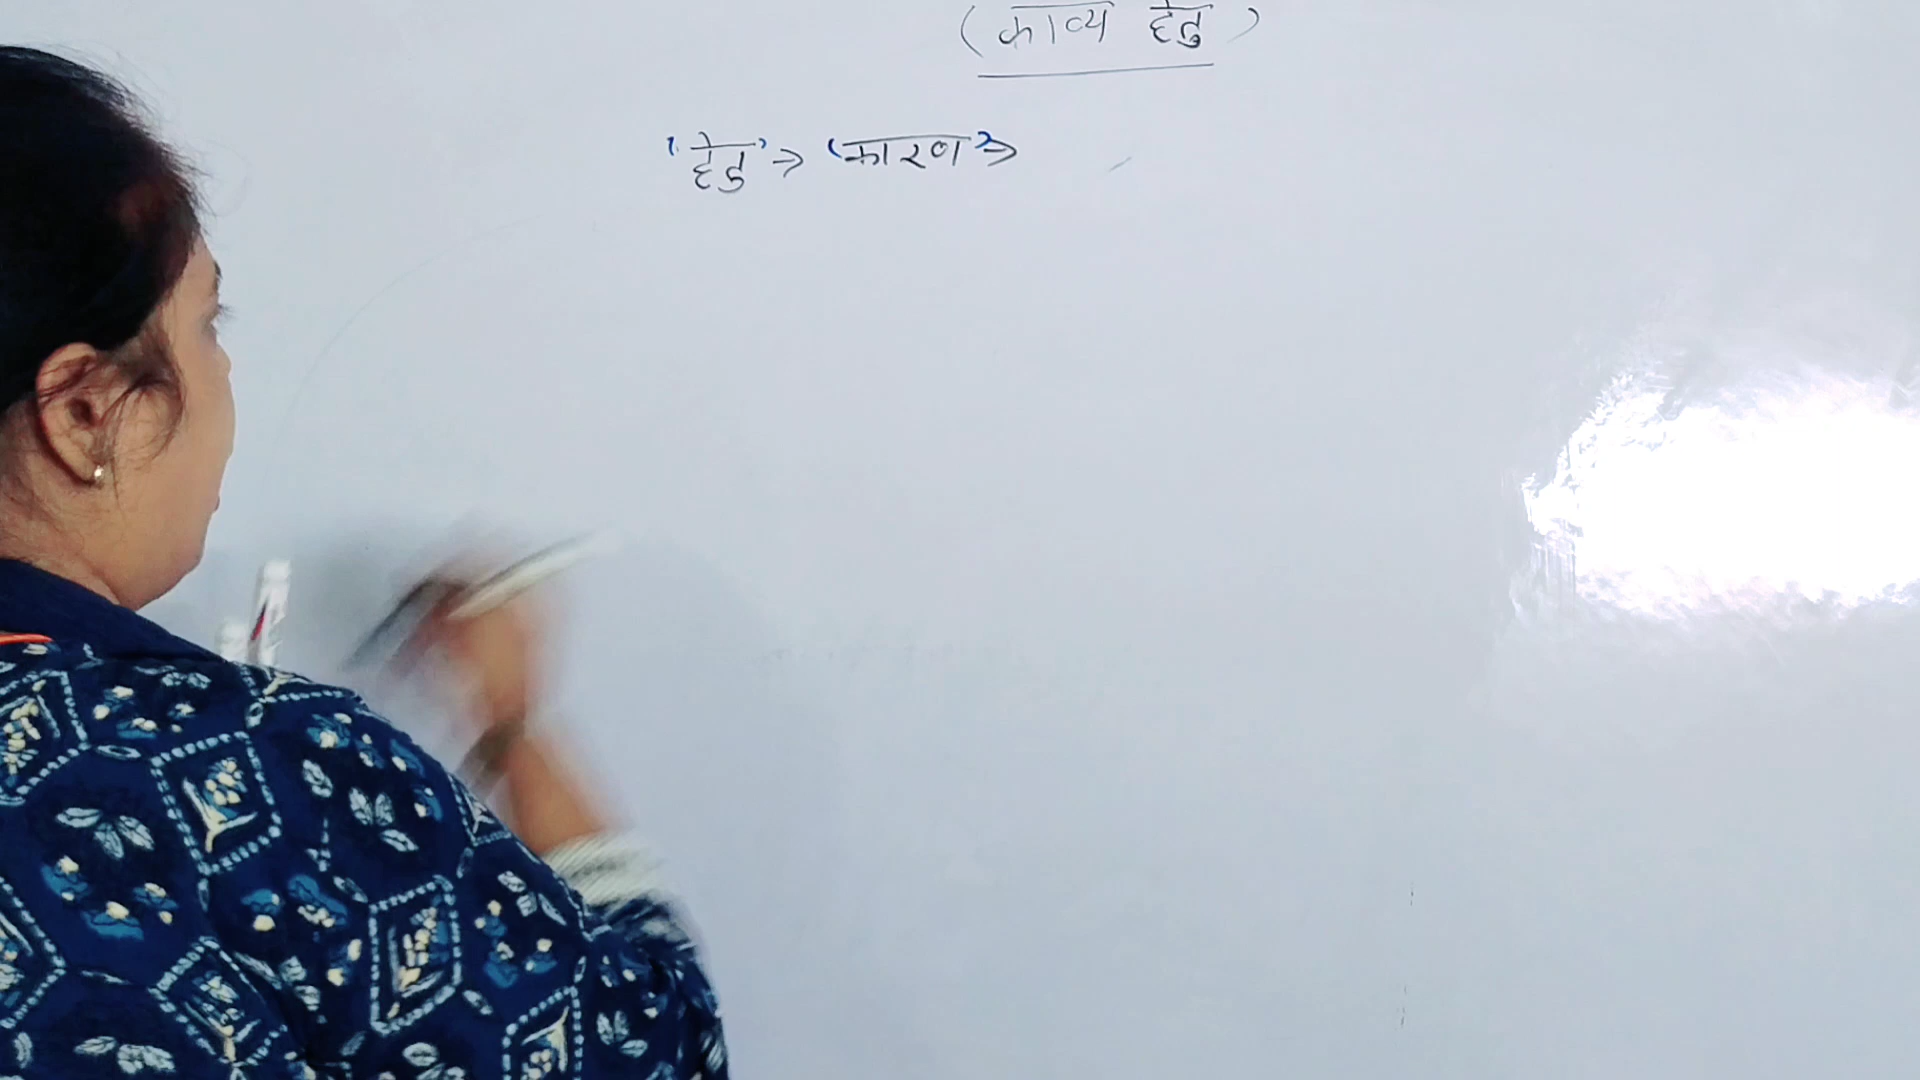 (काव्य हेतु)
'हेतु' → 'कारण' →